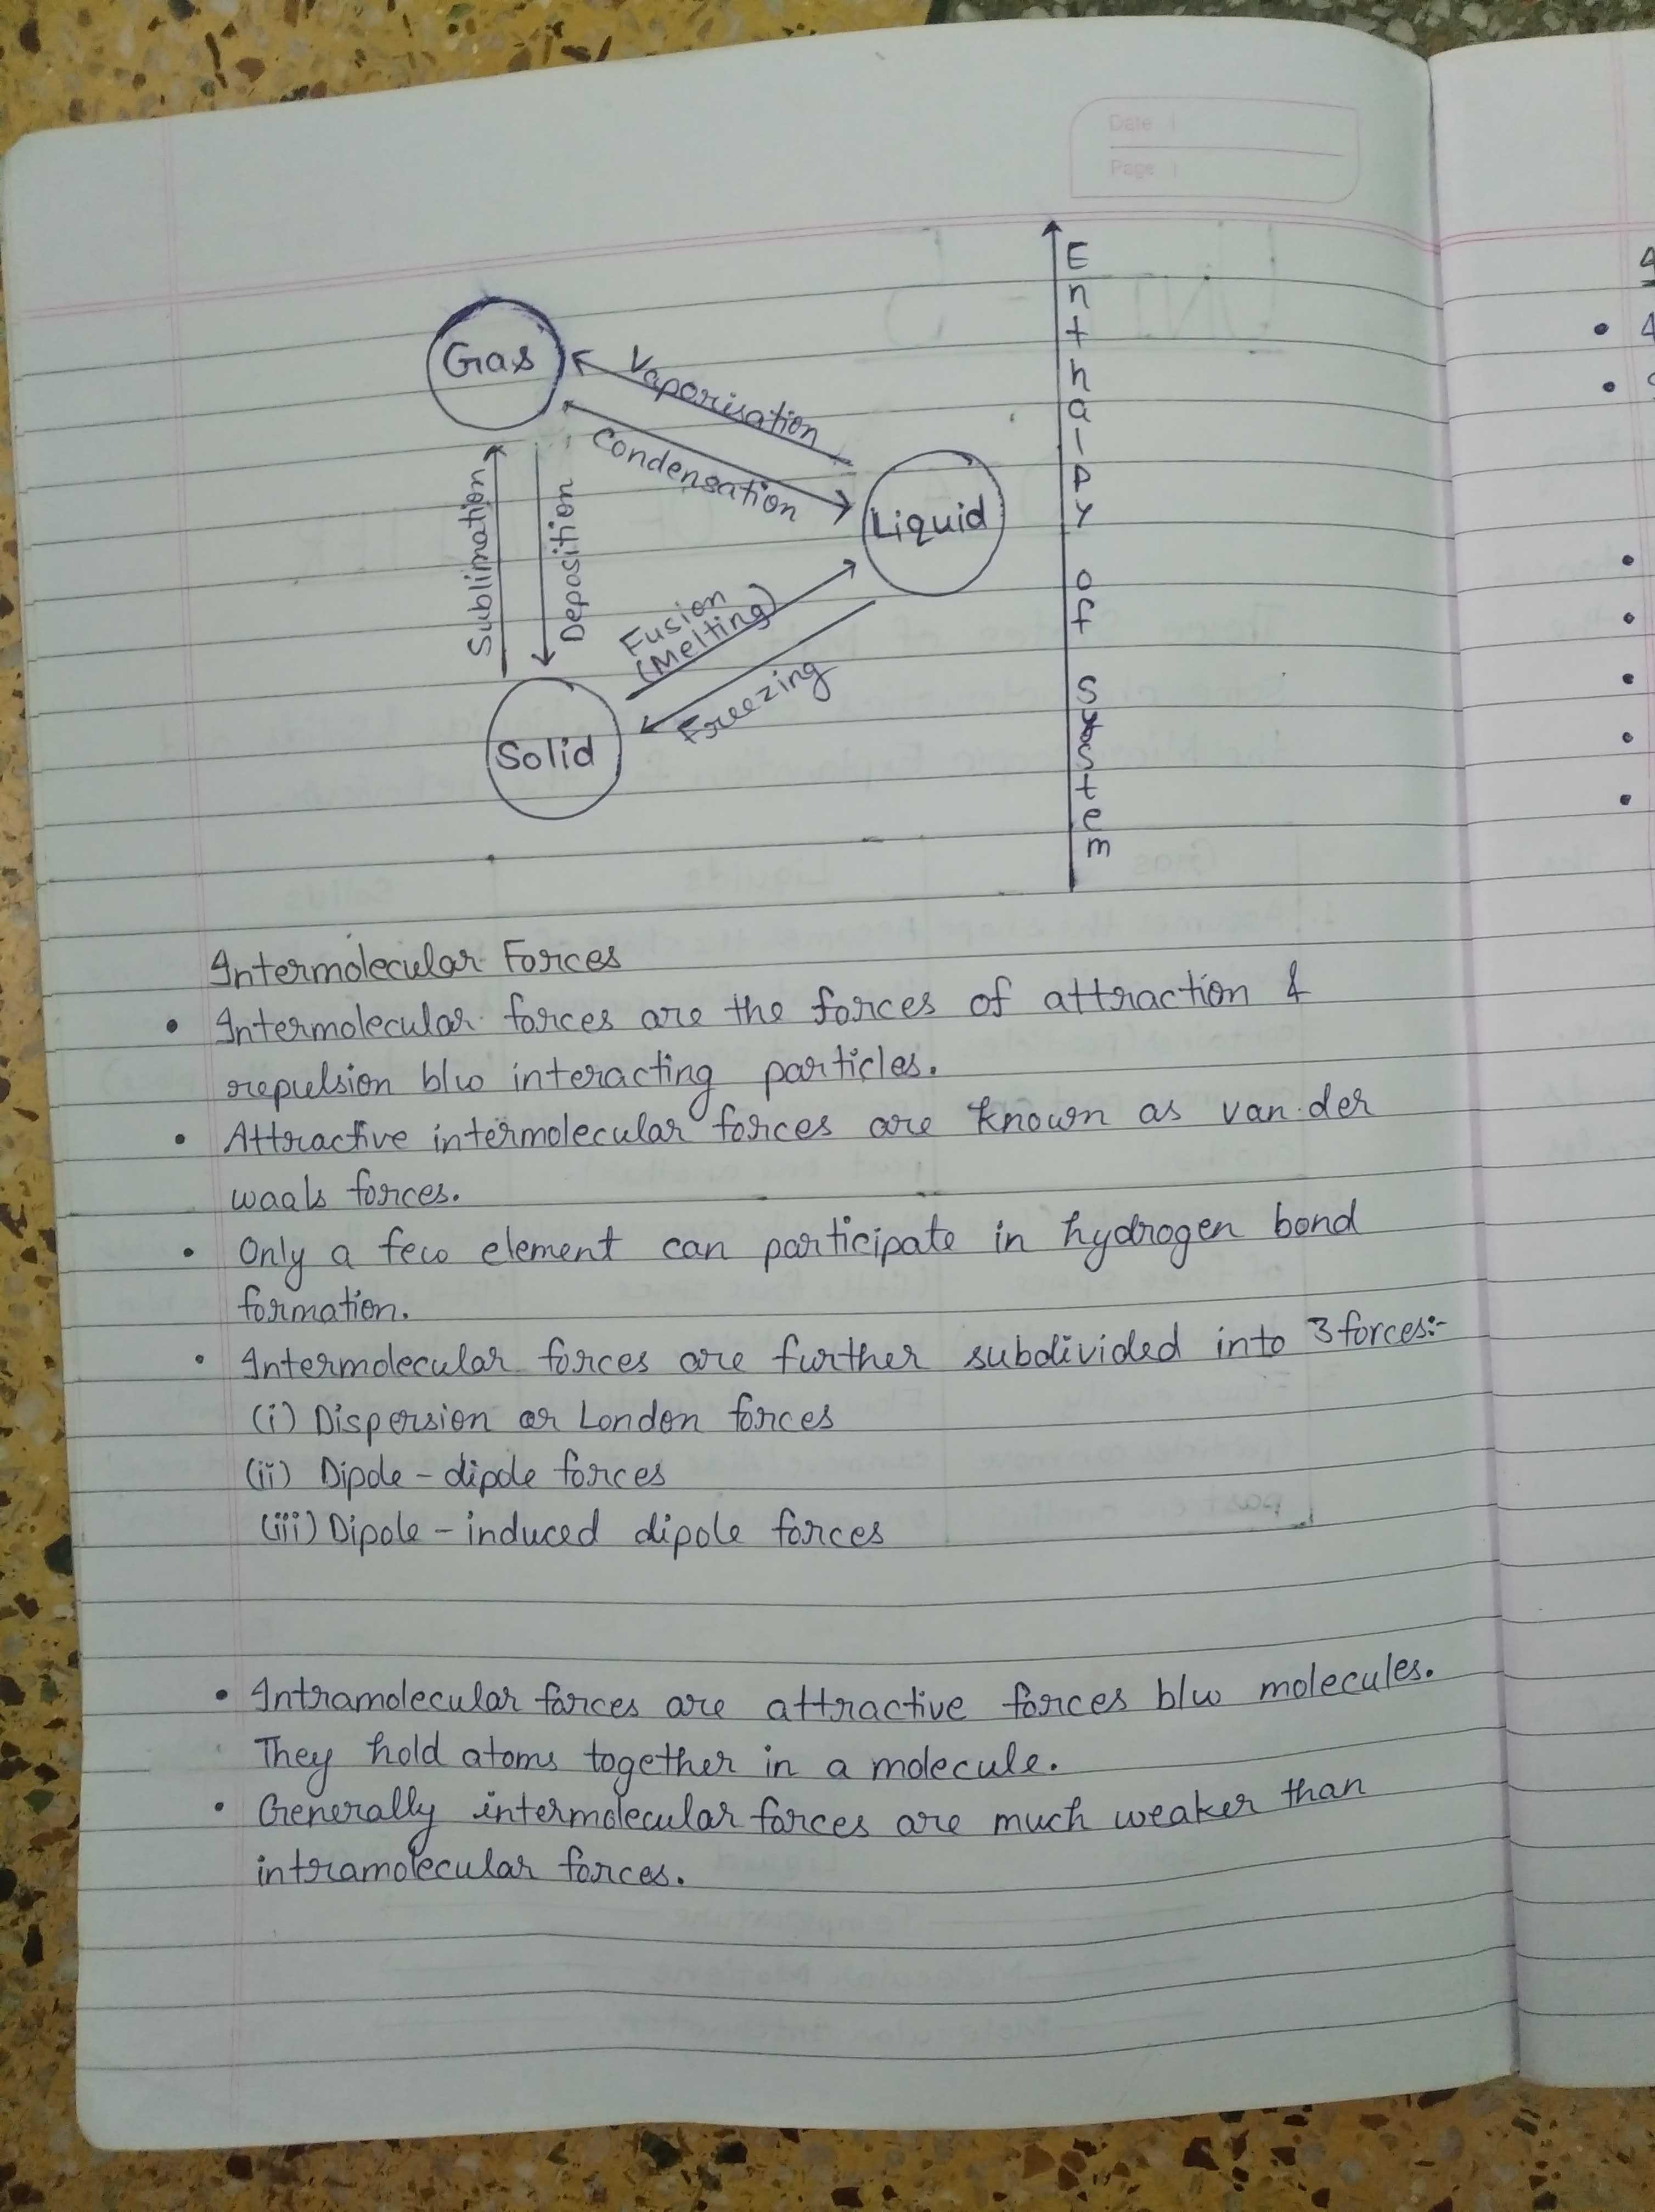 Date
Page
Gas
Vaporisation
Condensation
Liquid
Sublimation
Deposition
Fusion
(Melting)
Freezing
Solid
Enthalpy of System
Intermolecular Forces
• Intermolecular forces are the forces of attraction &
repulsion b/w interacting particles.
• Attractive intermolecular forces are known as van der
waals forces.
• Only a few element can participate in hydrogen bond
formation.
• Intermolecular forces are further subdivided into 3 forces:-
(i) Dispersion or London forces
(ii) Dipole - dipole forces
(iii) Dipole - induced dipole forces
• Intramolecular forces are attractive forces b/w molecules.
They hold atoms together in a molecule.
• Generally intermolecular forces are much weaker than
intramolecular forces.